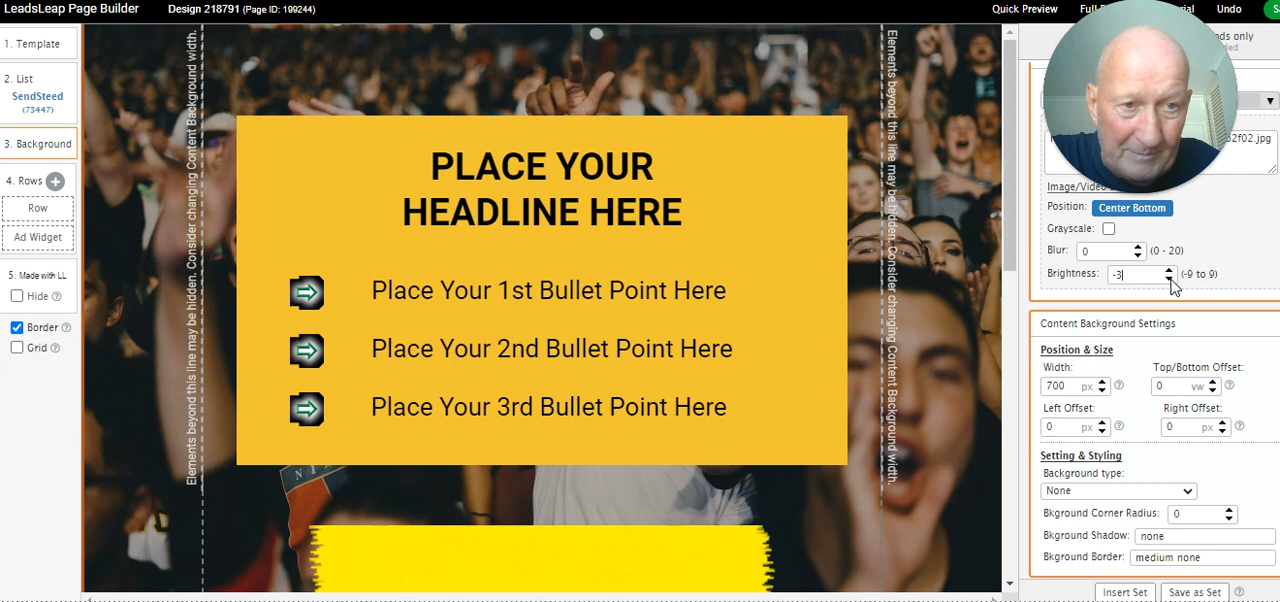 LeadsLeap Page Builder
Design 218791 (Page ID: 199244)
Quick Preview
Undo
1. Template
2. List
SendSteed
(73447)
3. Background
4. Rows
Row
Ad Widget
5. Made with LL
Hide
Border
Grid
Elements beyond this line may be hidden. Consider changing Content Background width.
PLACE YOUR
HEADLINE HERE
Place Your 1st Bullet Point Here
Place Your 2nd Bullet Point Here
Place Your 3rd Bullet Point Here
Elements beyond this line may be hidden. Consider changing Content Background width.
only
.jpg
Image/Video
Position: Center Bottom
Grayscale:
Blur: 0 (0 - 20)
Brightness: -3 (-9 to 9)
Content Background Settings
Position & Size
Width: Top/Bottom Offset:
700 px 0 vw
Left Offset: Right Offset:
0 px 0 px
Setting & Styling
Background type:
None
Bkground Corner Radius: 0
Bkground Shadow: none
Bkground Border: medium none
Insert Set Save as Set